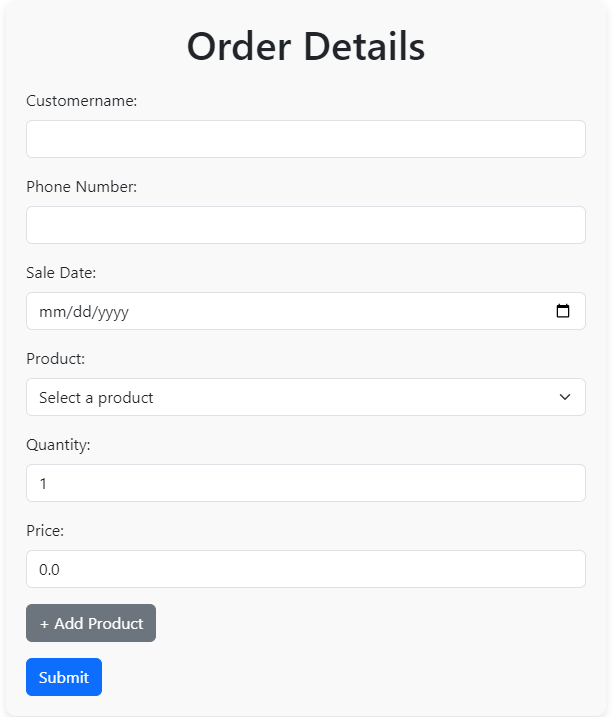 Order Details
Customername:
Phone Number:
Sale Date:
mm/dd/yyyy
Product:
Select a product
Quantity:
1
Price:
0.0
+ Add Product
Submit